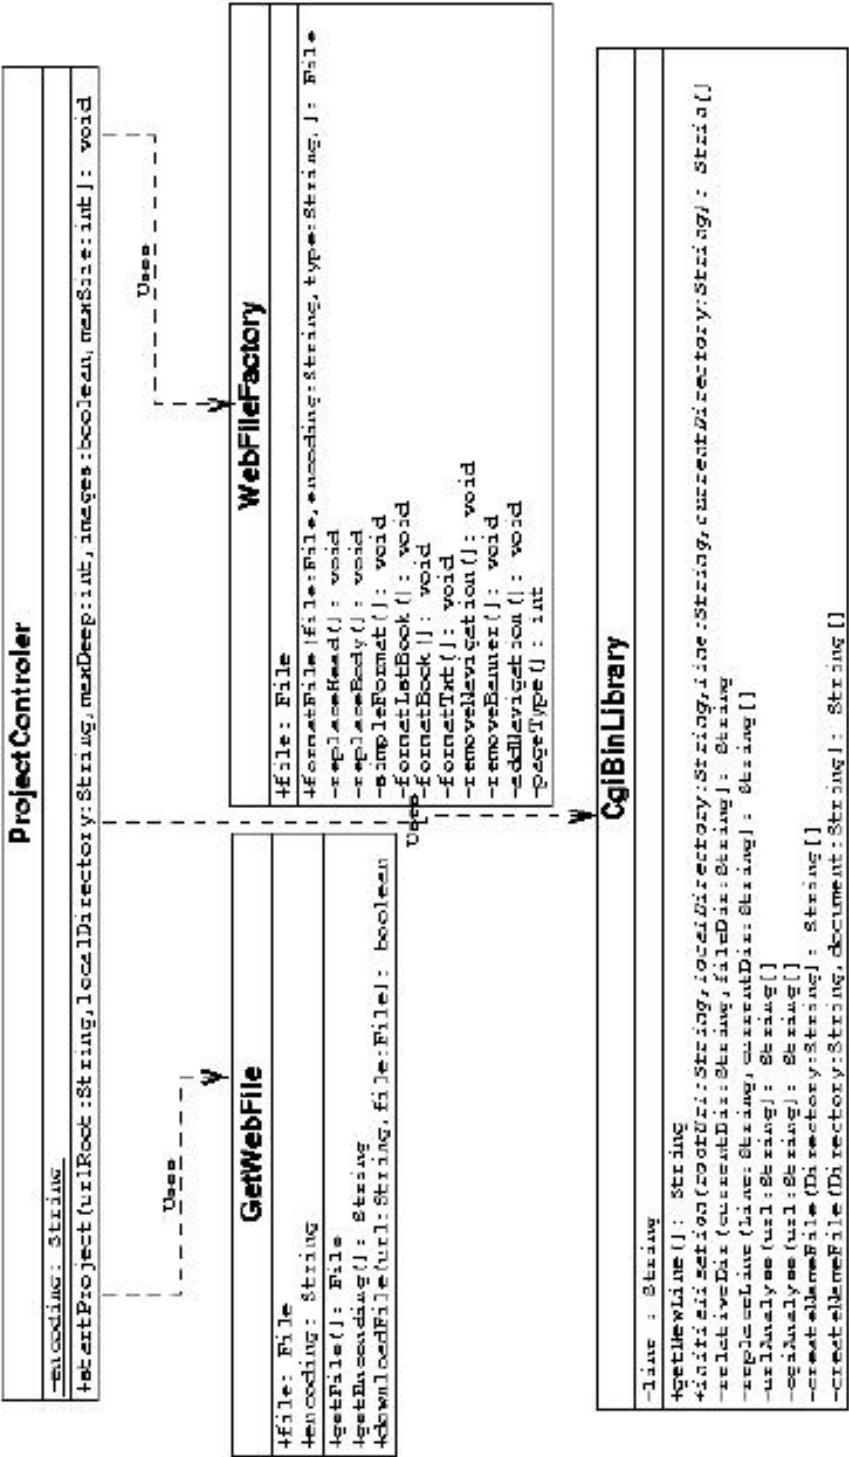 ProjectControler
-encoding: String
+startProject(urlRoot:String,localDirectory:String,maxDeep:int,images:boolean,maxSize:int): void
Uses
Uses
Uses
GetWebFile
+file: File
+encoding: String
+getFile(): File
+getEncoding(): String
+downloadFile(url:String,file:File): boolean
WebFileFactory
+file: File
+formatFile(file:File,encoding:String,type:String,): File
-replaceHead(): void
-replaceBody(): void
-simpleFormat(): void
-formatLstBook(): void
-formatBook(): void
-formatTxt(): void
-removeNavigation(): void
-removeBanner(): void
-addNavigation(): void
-pageType(): int
CgiBinLibrary
-line : String
+getNewLine(): String
+initialisation(rootUrl:String,localDirectory:String,line:String,currentDirectory:String): Strin[]
-relativeDir(currentDir:String,fileDir:String): String
-replaceLine(line:String,currentDir:String): String[]
-urlAnalyse(url:String): String[]
-cgiAnalyse(url:String): String[]
-createNameFile(Directory:String): String[]
-createNameFile(Directory:String,document:String): String[]